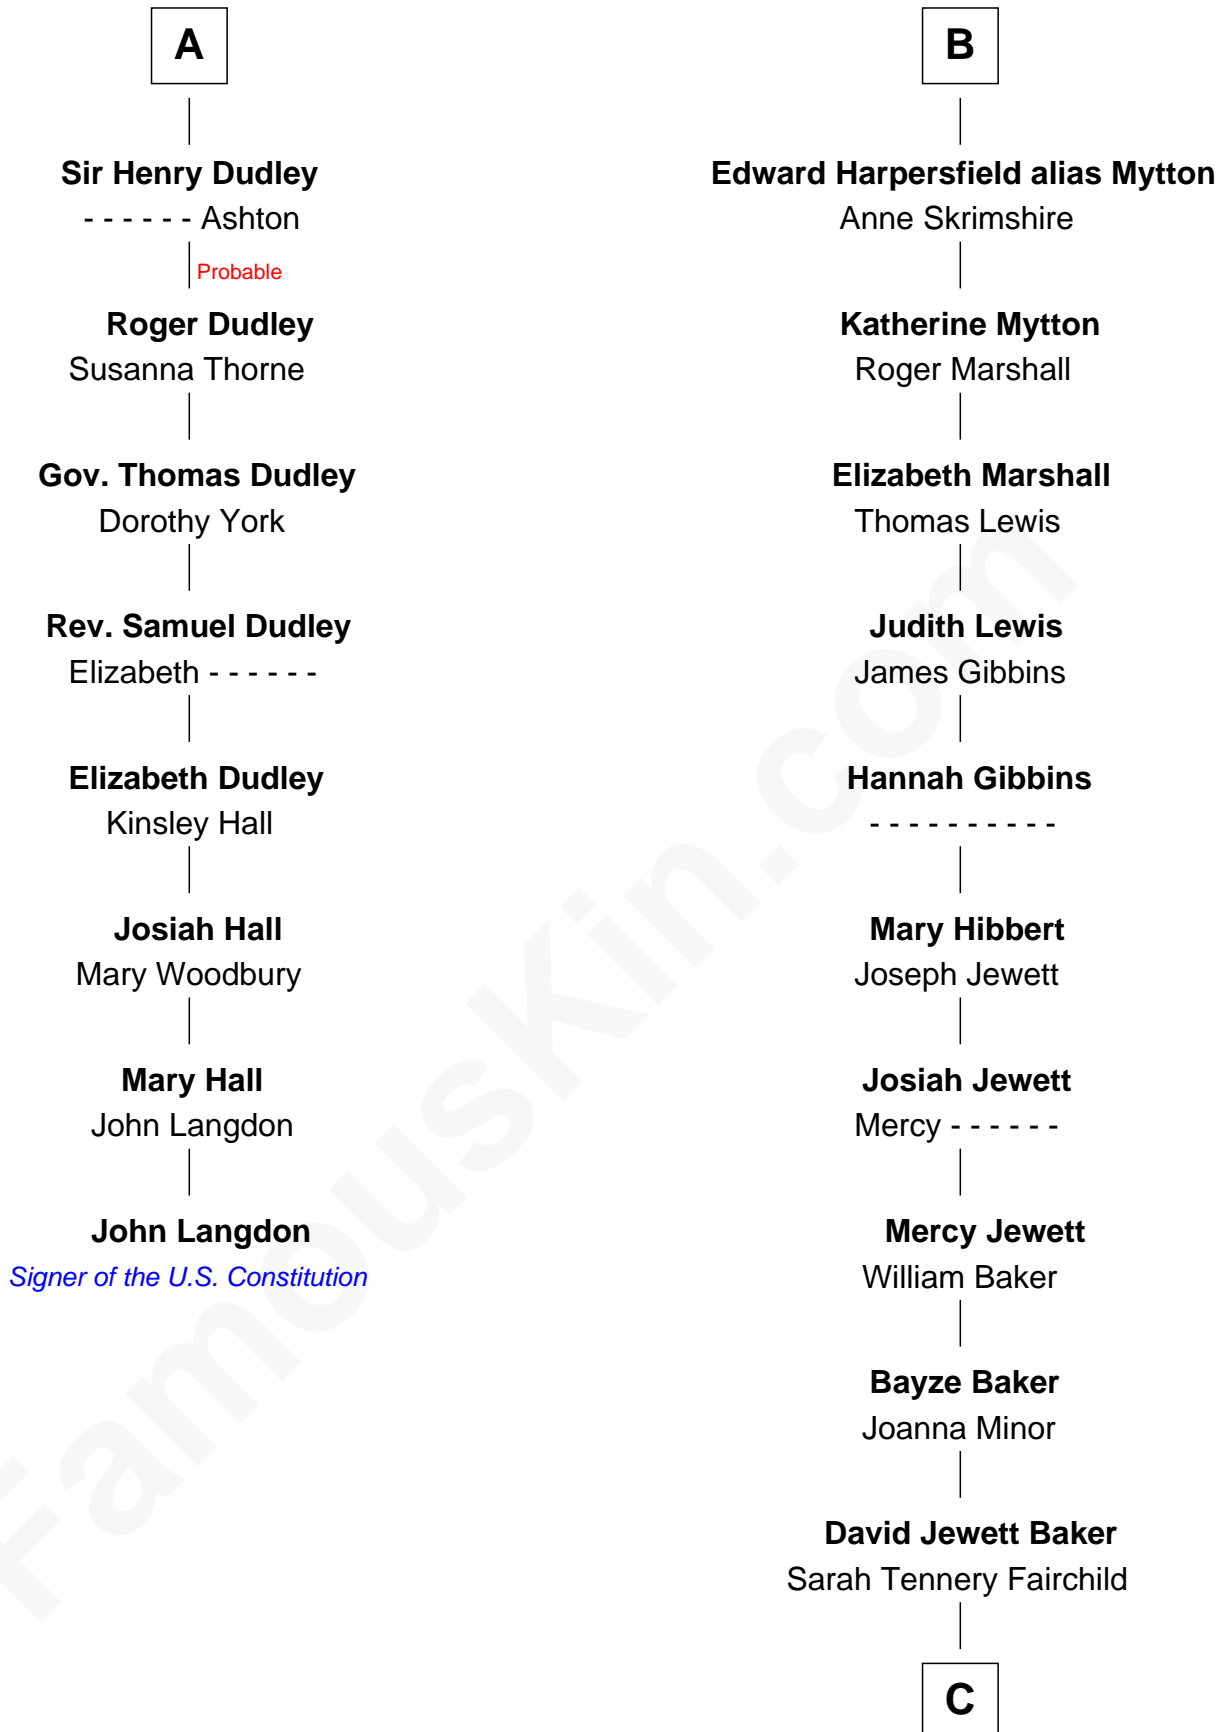 A
Sir Henry Dudley
- - - - - - Ashton
Probable
Roger Dudley
Susanna Thorne
Gov. Thomas Dudley
Dorothy York
Rev. Samuel Dudley
Elizabeth - - - - - -
Elizabeth Dudley
Kinsley Hall
Josiah Hall
Mary Woodbury
Mary Hall
John Langdon
John Langdon
Signer of the U.S. Constitution
B
Edward Harpersfield alias Mytton
Anne Skrimshire
Katherine Mytton
Roger Marshall
Elizabeth Marshall
Thomas Lewis
Judith Lewis
James Gibbins
Hannah Gibbins
- - - - - - - - - -
Mary Hibbert
Joseph Jewett
Josiah Jewett
Mercy - - - - - -
Mercy Jewett
William Baker
Bayze Baker
Joanna Minor
David Jewett Baker
Sarah Tennery Fairchild
C
FamousKin.com